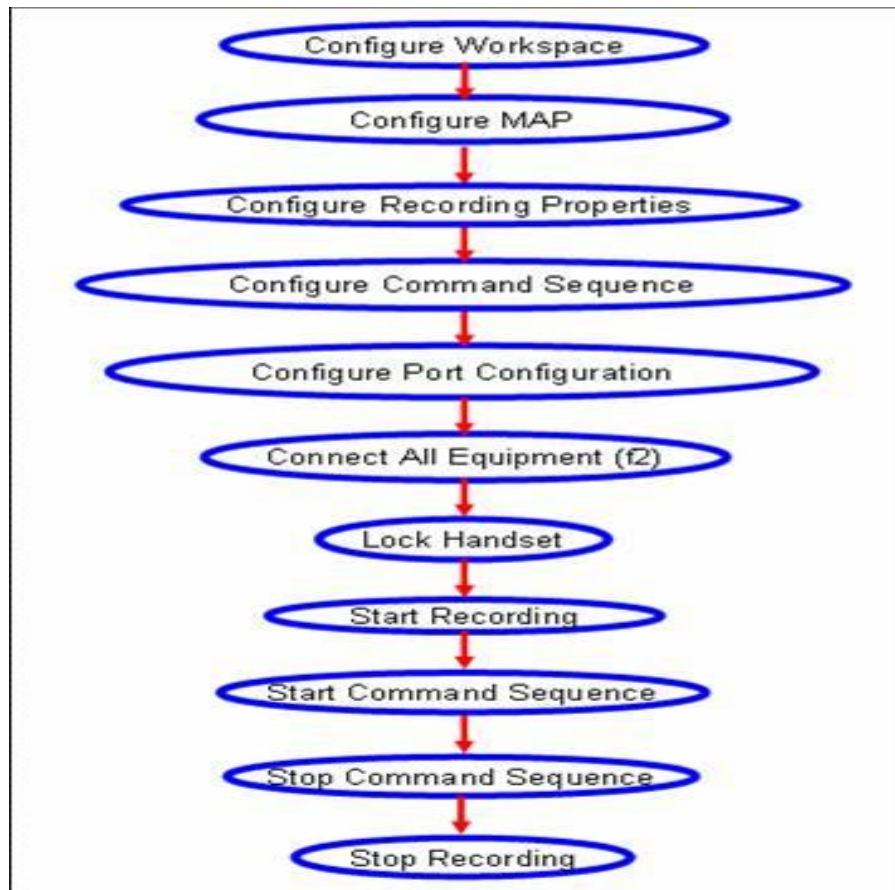 Configure Workspace
Configure MAP
Configure Recording Properties
Configure Command Sequence
Configure Port Configuration
Connect All Equipment (f2)
Lock Handset
Start Recording
Start Command Sequence
Stop Command Sequence
Stop Recording